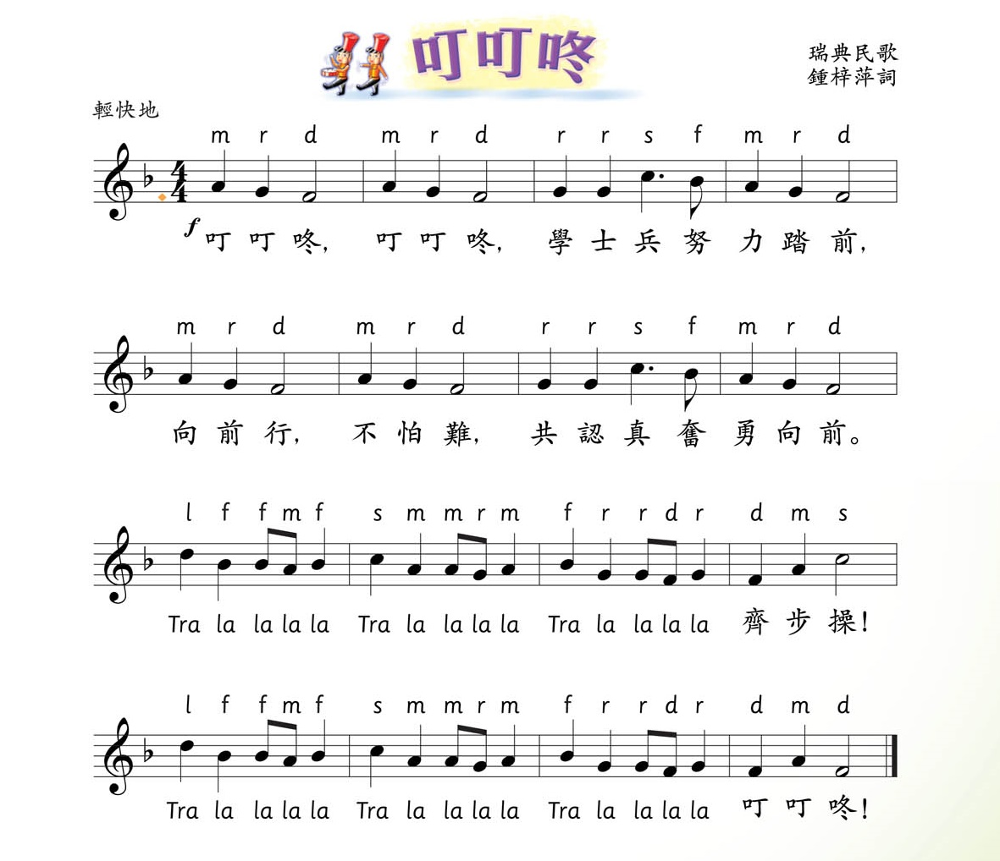 叮叮咚
瑞典民歌
鍾梓萍詞
輕快地
m r d m r d r r s f m r d
4
4
f
叮 叮 咚, 叮 叮 咚, 學 士 兵 努 力 踏 前,
m r d m r d r r s f m r d
向 前 行, 不 怕 難, 共 認 真 奮 勇 向 前。
l f f m f s m m r m f r r d r d m s
Tra la la la la Tra la la la la Tra la la la la 齊 步 操!
l f f m f s m m r m f r r d r d m d
Tra la la la la Tra la la la la Tra la la la la 叮 叮 咚!